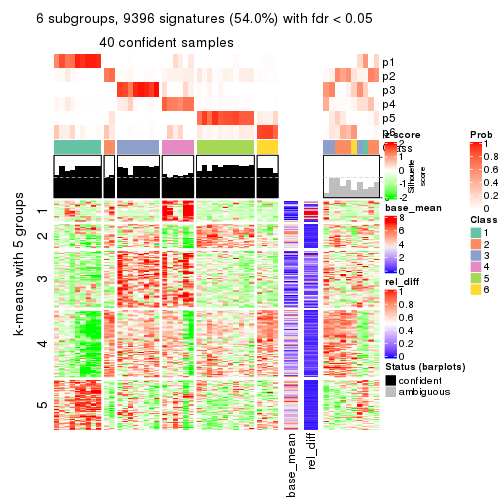 6 subgroups, 9396 signatures (54.0%) with fdr < 0.05
40 confident samples
p1
p2
p3
p4
p5
p6
Class
Silhouette
score
k-means with 5 groups
1
2
3
4
5
base_mean
rel_diff
z-score
2
1
0
-1
-2
base_mean
8
6
4
2
0
rel_diff
1
0.8
0.6
0.4
0.2
0
Status (barplots)
confident
ambiguous
Prob
1
0.8
0.6
0.4
0.2
0
Class
1
2
3
4
5
6